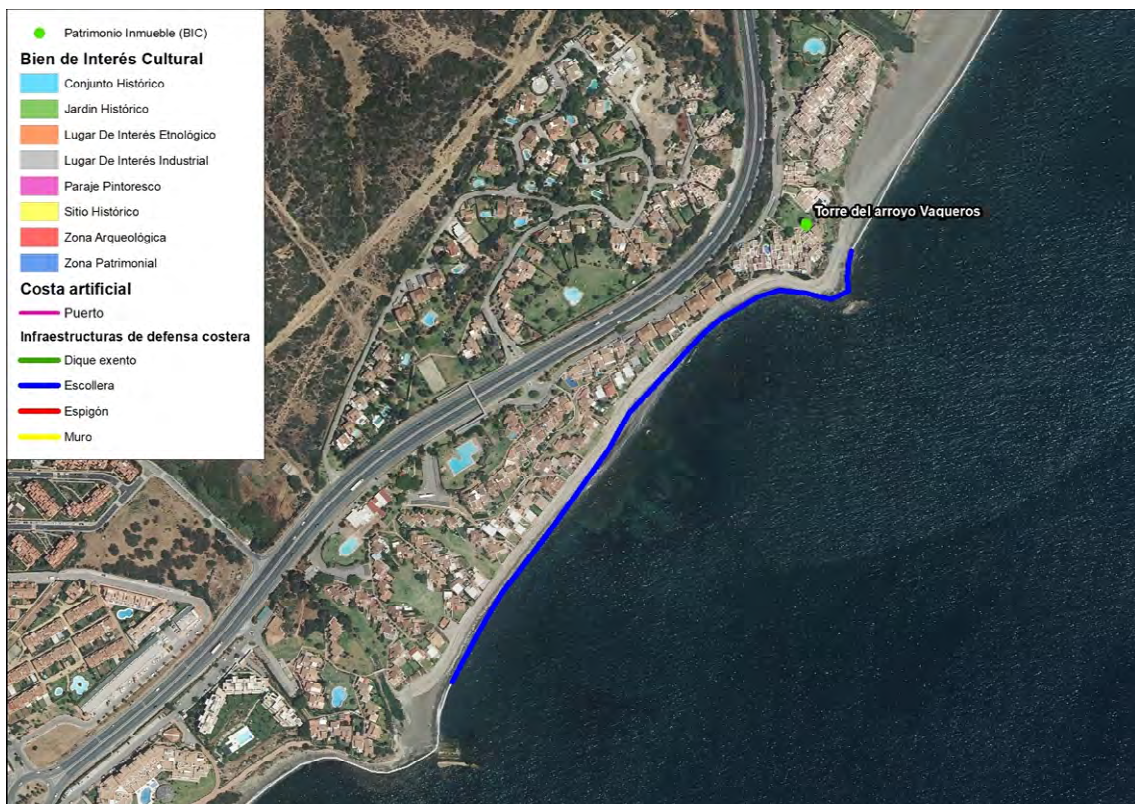 Patrimonio Inmueble (BIC)
Bien de Interés Cultural
Conjunto Histórico
Jardin Histórico
Lugar De Interés Etnológico
Lugar De Interés Industrial
Paraje Pintoresco
Sitio Histórico
Zona Arqueológica
Zona Patrimonial
Costa artificial
Puerto
Infraestructuras de defensa costera
Dique exento
Escollera
Espigón
Muro
Torre del arroyo Vaqueros